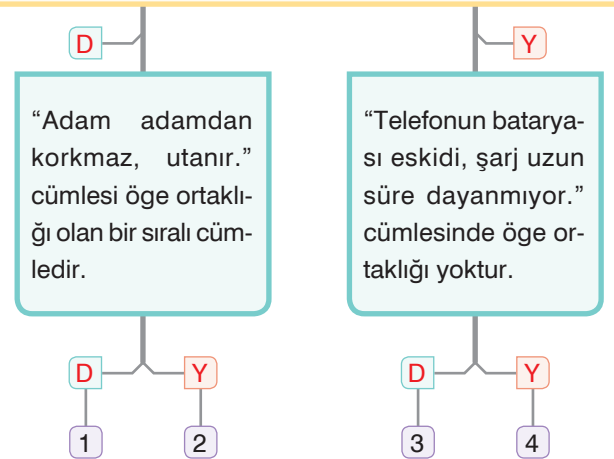 D
Y
“Adam adamdan
korkmaz, utanır.”
cümlesi öge ortaklı-
ğı olan bir sıralı cüm-
ledir.
“Telefonun batarya-
sı eskidi, şarj uzun
süre dayanmıyor.”
cümlesinde öge or-
taklığı yoktur.
D
Y
D
Y
1
2
3
4